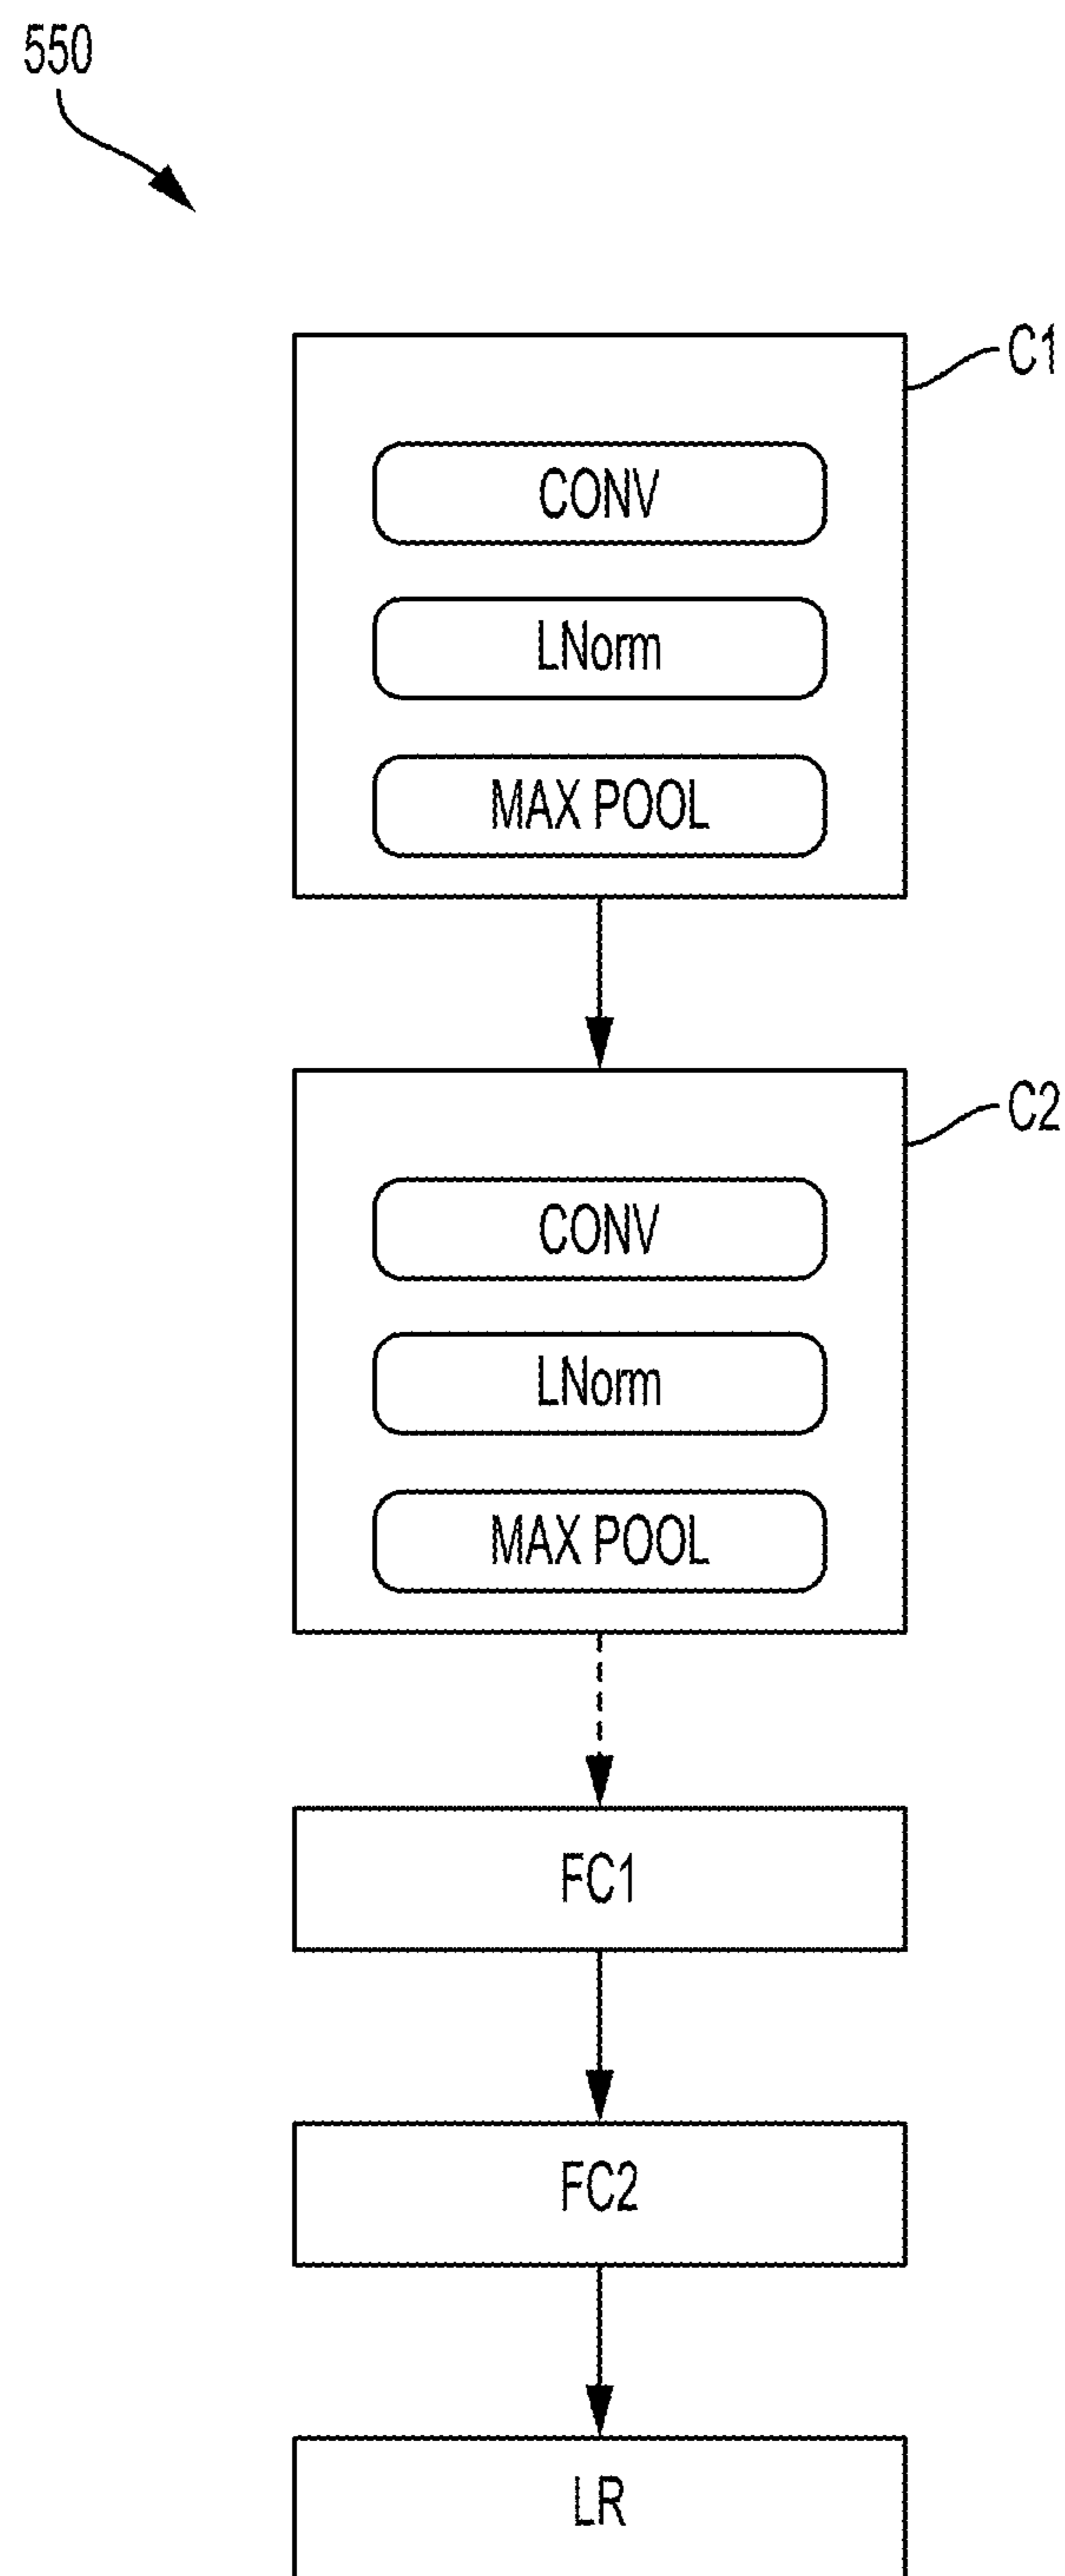 550
C1
CONV
LNorm
MAX POOL
C2
CONV
LNorm
MAX POOL
FC1
FC2
LR